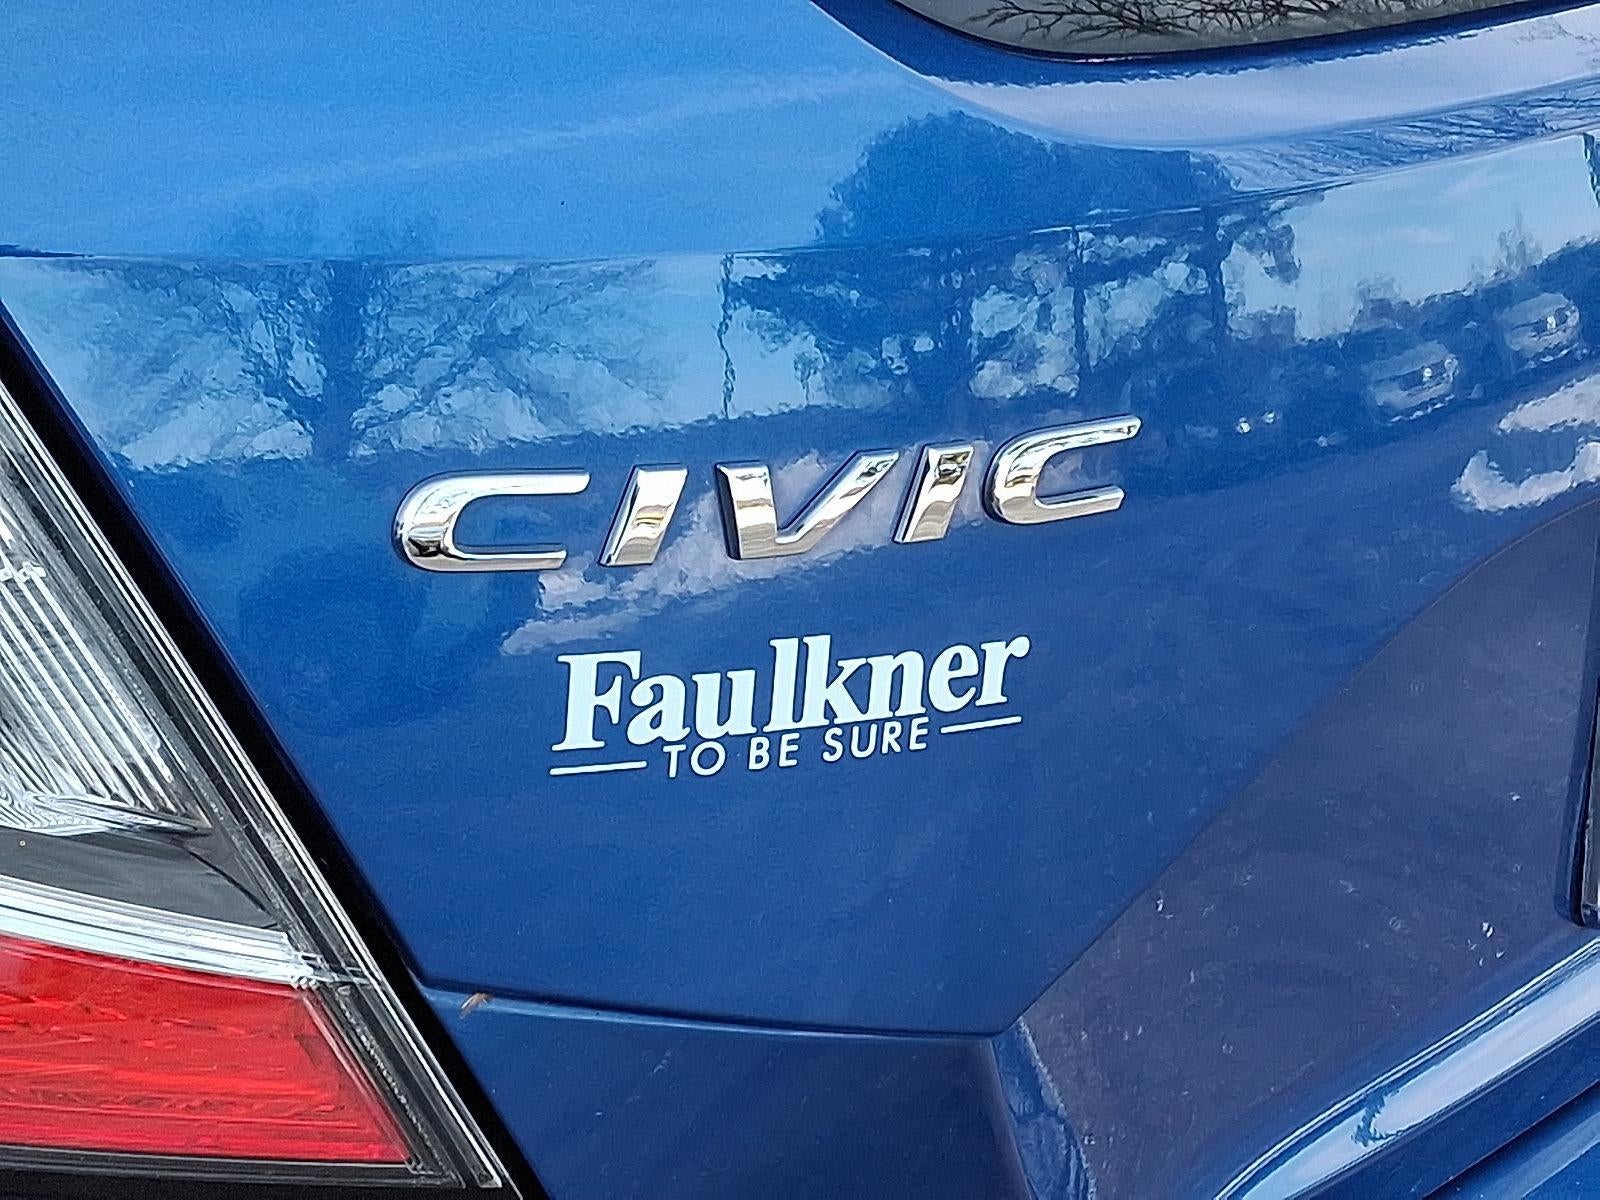 CIVIC
Faulkner
TO BE SURE